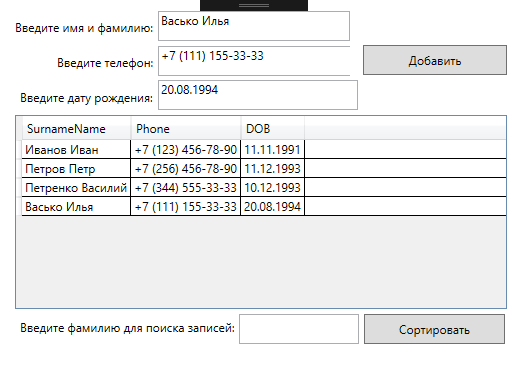 Введите имя и фамилию: Васько Илья
Введите телефон: +7 (111) 155-33-33
Добавить
Введите дату рождения: 20.08.1994
SurnameName Phone DOB
Иванов Иван +7 (123) 456-78-90 11.11.1991
Петров Петр +7 (256) 456-78-90 11.12.1993
Петренко Василий +7 (344) 555-33-33 10.12.1993
Васько Илья +7 (111) 155-33-33 20.08.1994
Введите фамилию для поиска записей: Сортировать